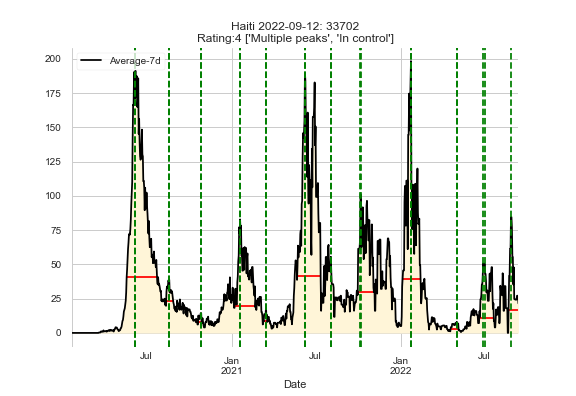 Haiti 2022-09-12: 33702
Rating:4 ['Multiple peaks', 'In control']
Average-7d
200
175
150
125
100
75
50
25
0
Jul
Jan
2021
Jul
Jan
2022
Jul
Date